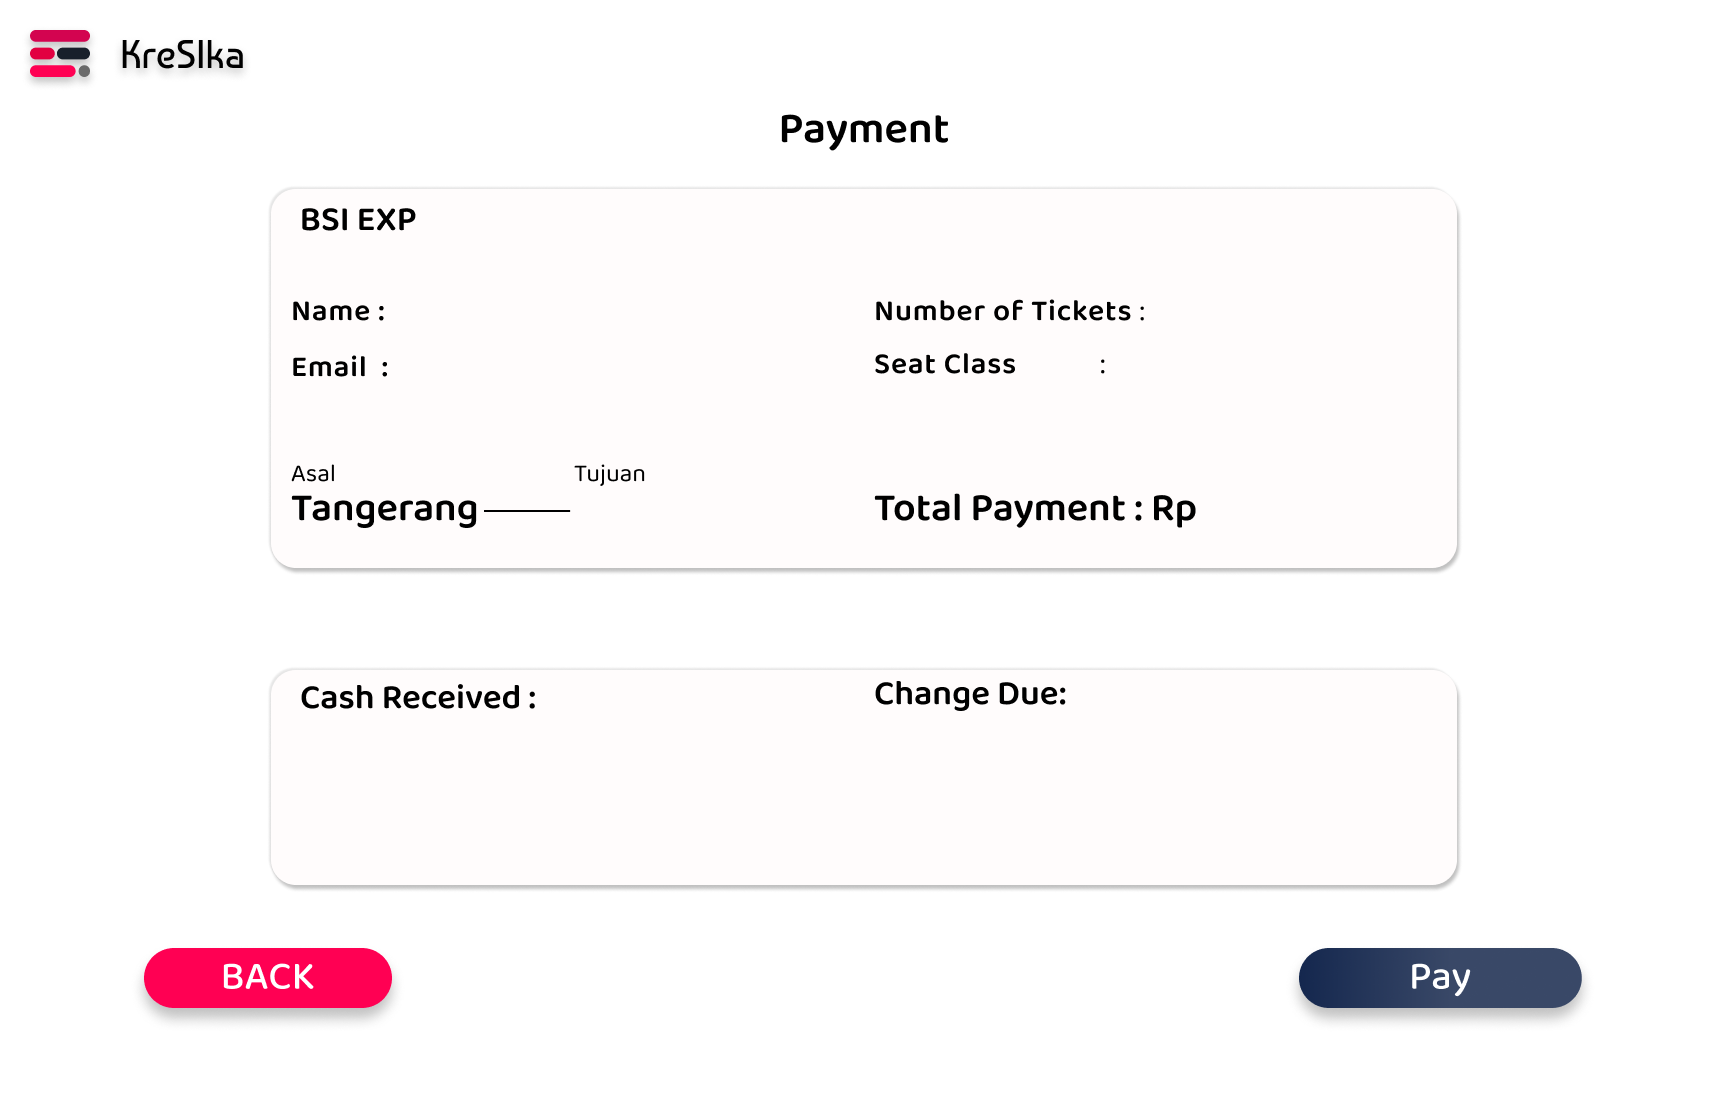 KreSIka
Payment
BSI EXP
Name :
Number of Tickets :
Email :
Seat Class :
Asal
Tujuan
Tangerang
Total Payment : Rp
Cash Received :
Change Due:
BACK
Pay